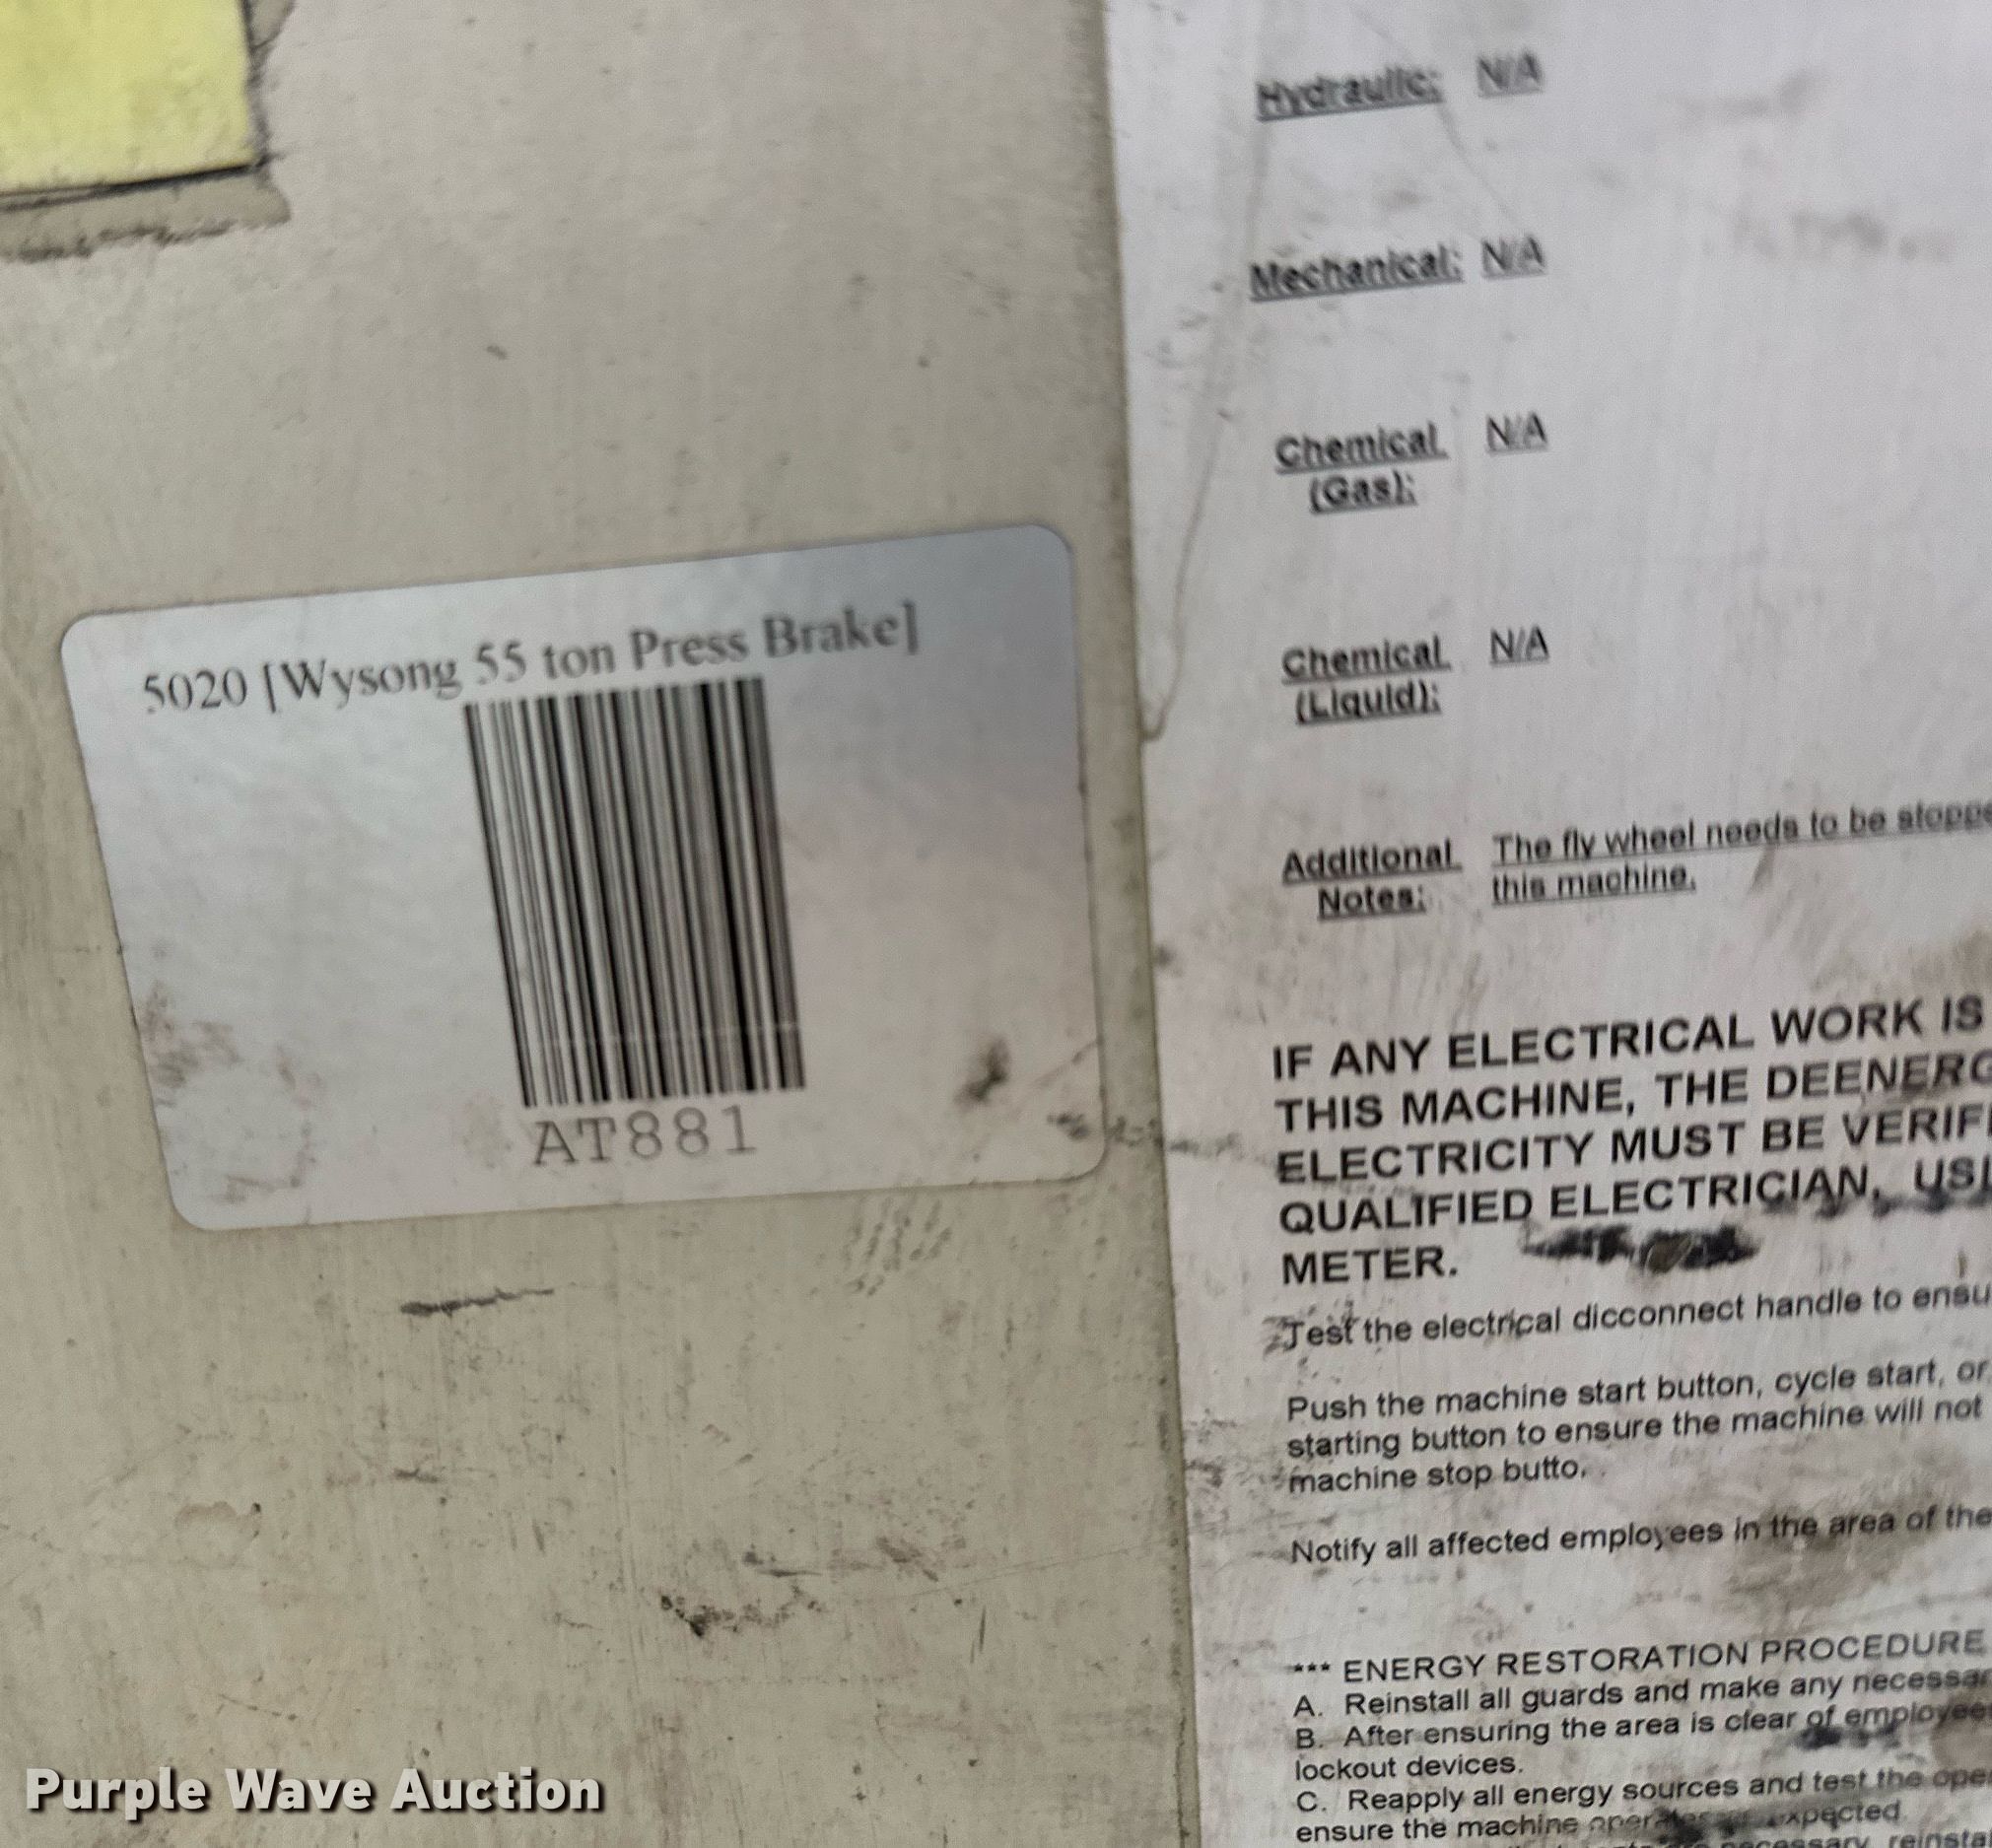 5020 [Wysong 55 ton Press Brake]
AT881
Hydraulic: N/A
Mechanical: N/A
Chemical N/A
(Gas):
Chemical N/A
(Liquid):
Additional The fly wheel needs to be
Notes: this machine.
IF ANY ELECTRICAL WORK IS
THIS MACHINE, THE
ELECTRICITY MUST BE
QUALIFIED ELECTRICIAN,
METER.
Test the electrical dicconnect handle to
Push the machine start button, cycle start, or
starting button to ensure the machine will not
machine stop butto.
Notify all affected employees in the area of the
*** ENERGY RESTORATION PROCEDURE
A. Reinstall all guards and make any
B. After ensuring the area is clear of
lockout devices.
C. Reapply all energy sources and test the
ensure the machine expected
Purple Wave Auction